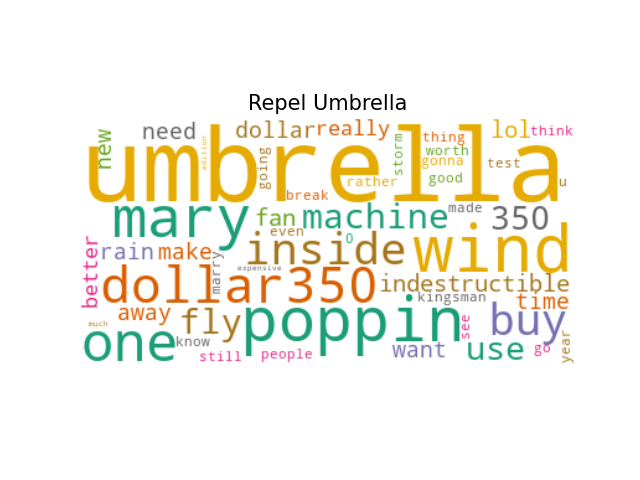 Repel Umbrella
new need dollar really lol think
umbrella
edition going storm thing worth gonna test
rather good u
break
mary fan machine made 350
even 0
better rain make marry inside wind
expensive
dollar350 indestructible
kingsman time
much away fly poppin see buy
one know want use go year
still people